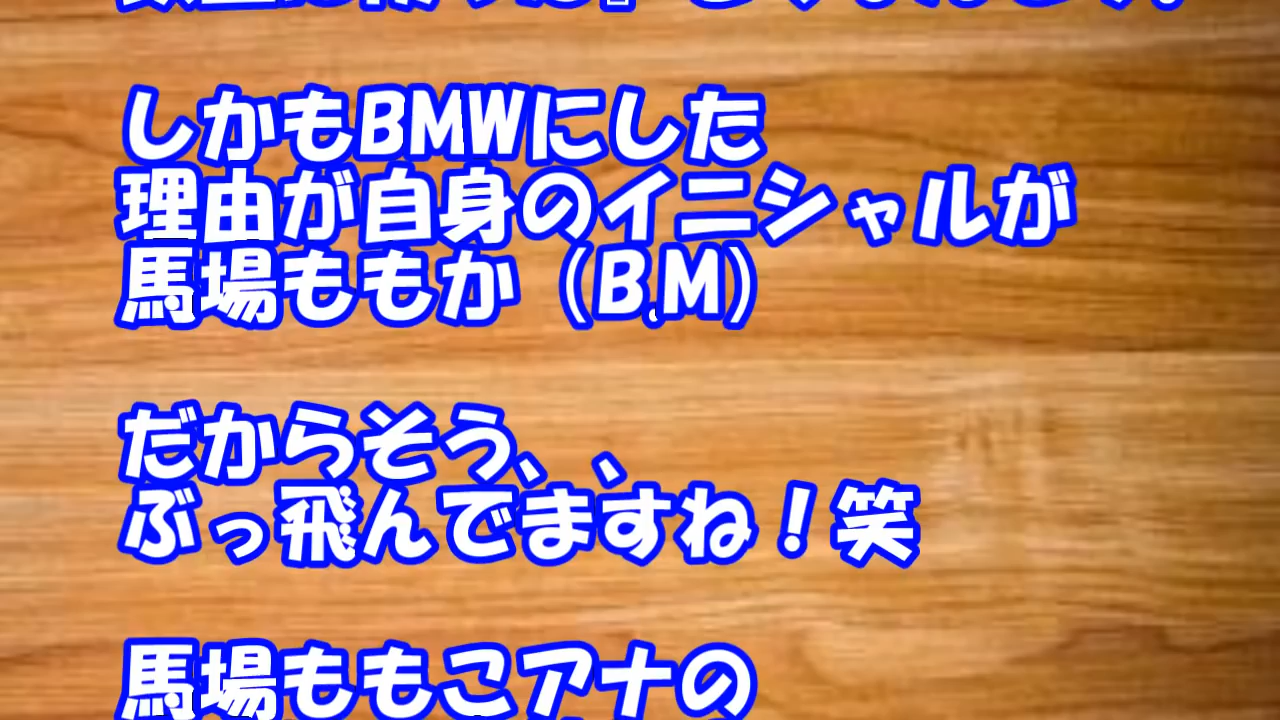 しかもBMWにした
理由が自身のイニシャルが
馬場ももか（B.M）
だからそう、、
ぶっ飛んでますね！笑
馬場ももこアナの